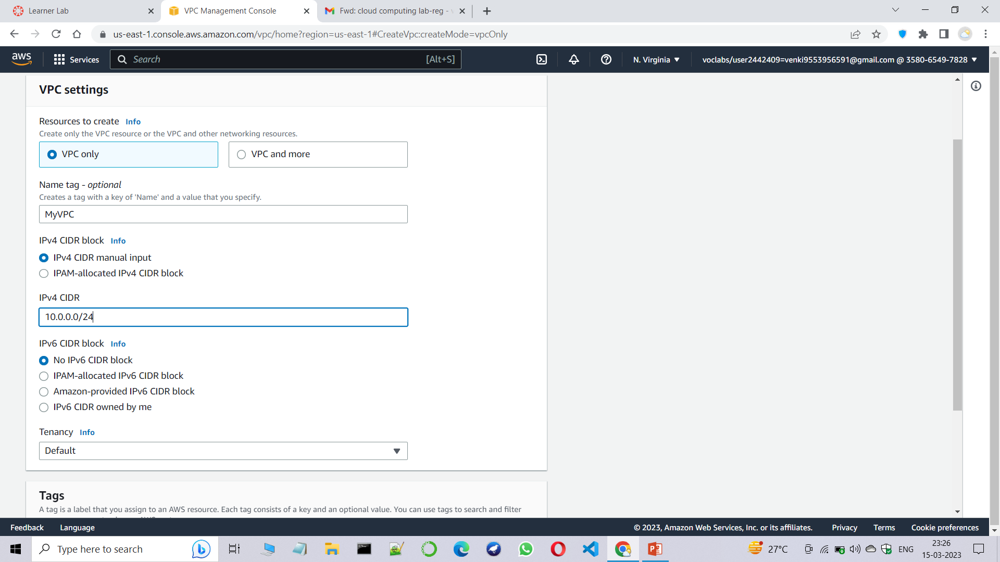 Learner Lab
VPC Management Console
Fwd: cloud computing lab-reg -
us-east-1.console.aws.amazon.com/vpc/home?region=us-east-1#CreateVpc:createMode=vpcOnly
aws
Services
Search
[Alt+S]
N. Virginia
voclabs/user2442409=venki9553956591@gmail.com @ 3580-6549-7828
VPC settings
Resources to create Info
Create only the VPC resource or the VPC and other networking resources.
VPC only
VPC and more
Name tag - optional
Creates a tag with a key of 'Name' and a value that you specify.
MyVPC
IPv4 CIDR block Info
IPv4 CIDR manual input
IPAM-allocated IPv4 CIDR block
IPv4 CIDR
10.0.0.0/24
IPv6 CIDR block Info
No IPv6 CIDR block
IPAM-allocated IPv6 CIDR block
Amazon-provided IPv6 CIDR block
IPv6 CIDR owned by me
Tenancy Info
Default
Tags
A tag is a label that you assign to an AWS resource. Each tag consists of a key and an optional value. You can use tags to search and filter
Feedback
Language
© 2023, Amazon Web Services, Inc. or its affiliates.
Privacy
Terms
Cookie preferences
Type here to search
27°C
ENG
23:26
15-03-2023